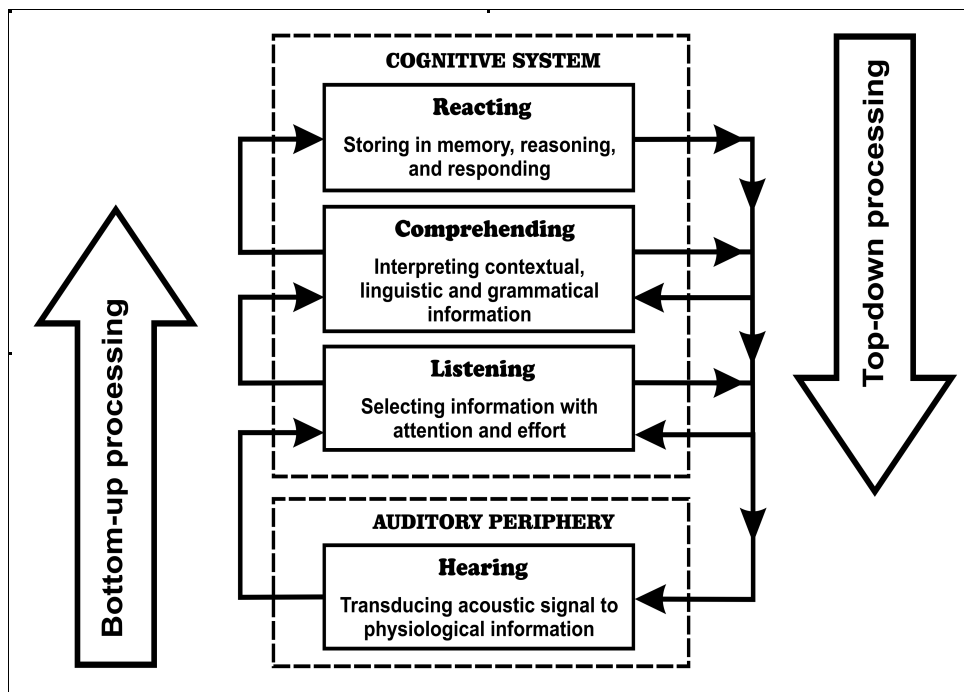 COGNITIVE SYSTEM
Reacting
Storing in memory, reasoning,
and responding
Comprehending
Interpreting contextual,
linguistic and grammatical
information
Listening
Selecting information with
attention and effort
AUDITORY PERIPHERY
Hearing
Transducing acoustic signal to
physiological information
Bottom-up processing
Top-down processing